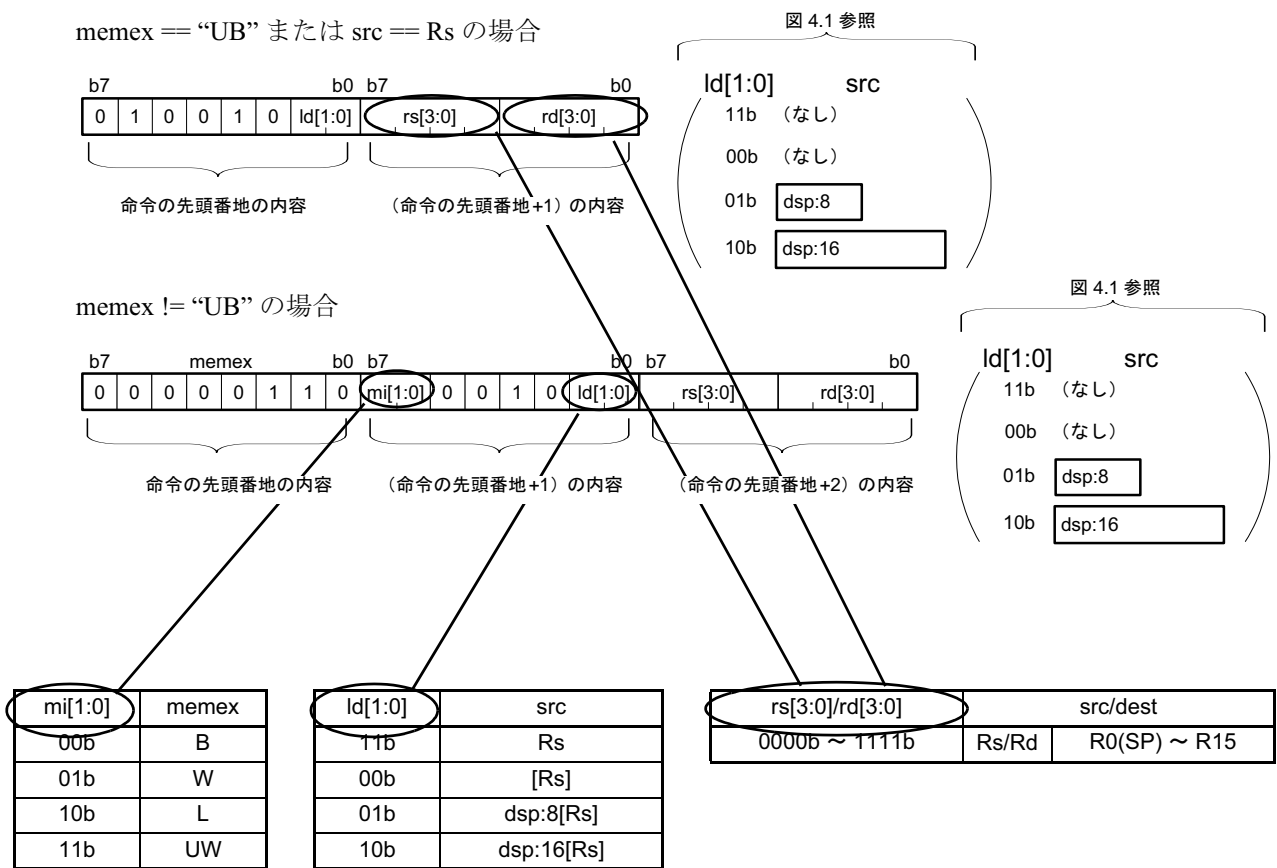 memex == “UB” または src == Rs の場合
図 4.1 参照
b7 b0 b7 b0
0 1 0 0 1 0 ld[1:0] rs[3:0] rd[3:0]
命令の先頭番地の内容 （命令の先頭番地+1）の内容
ld[1:0] src
11b （なし）
00b （なし）
01b dsp:8
10b dsp:16
memex != “UB” の場合
図 4.1 参照
b7 memex b0 b7 b0 b7 b0
0 0 0 0 0 1 1 0 mi[1:0] 0 0 1 0 ld[1:0] rs[3:0] rd[3:0]
命令の先頭番地の内容 （命令の先頭番地+1）の内容 （命令の先頭番地+2）の内容
ld[1:0] src
11b （なし）
00b （なし）
01b dsp:8
10b dsp:16
mi[1:0] memex
00b B
01b W
10b L
11b UW
ld[1:0] src
11b Rs
00b [Rs]
01b dsp:8[Rs]
10b dsp:16[Rs]
rs[3:0]/rd[3:0] src/dest
0000b ～ 1111b Rs/Rd R0(SP) ～ R15